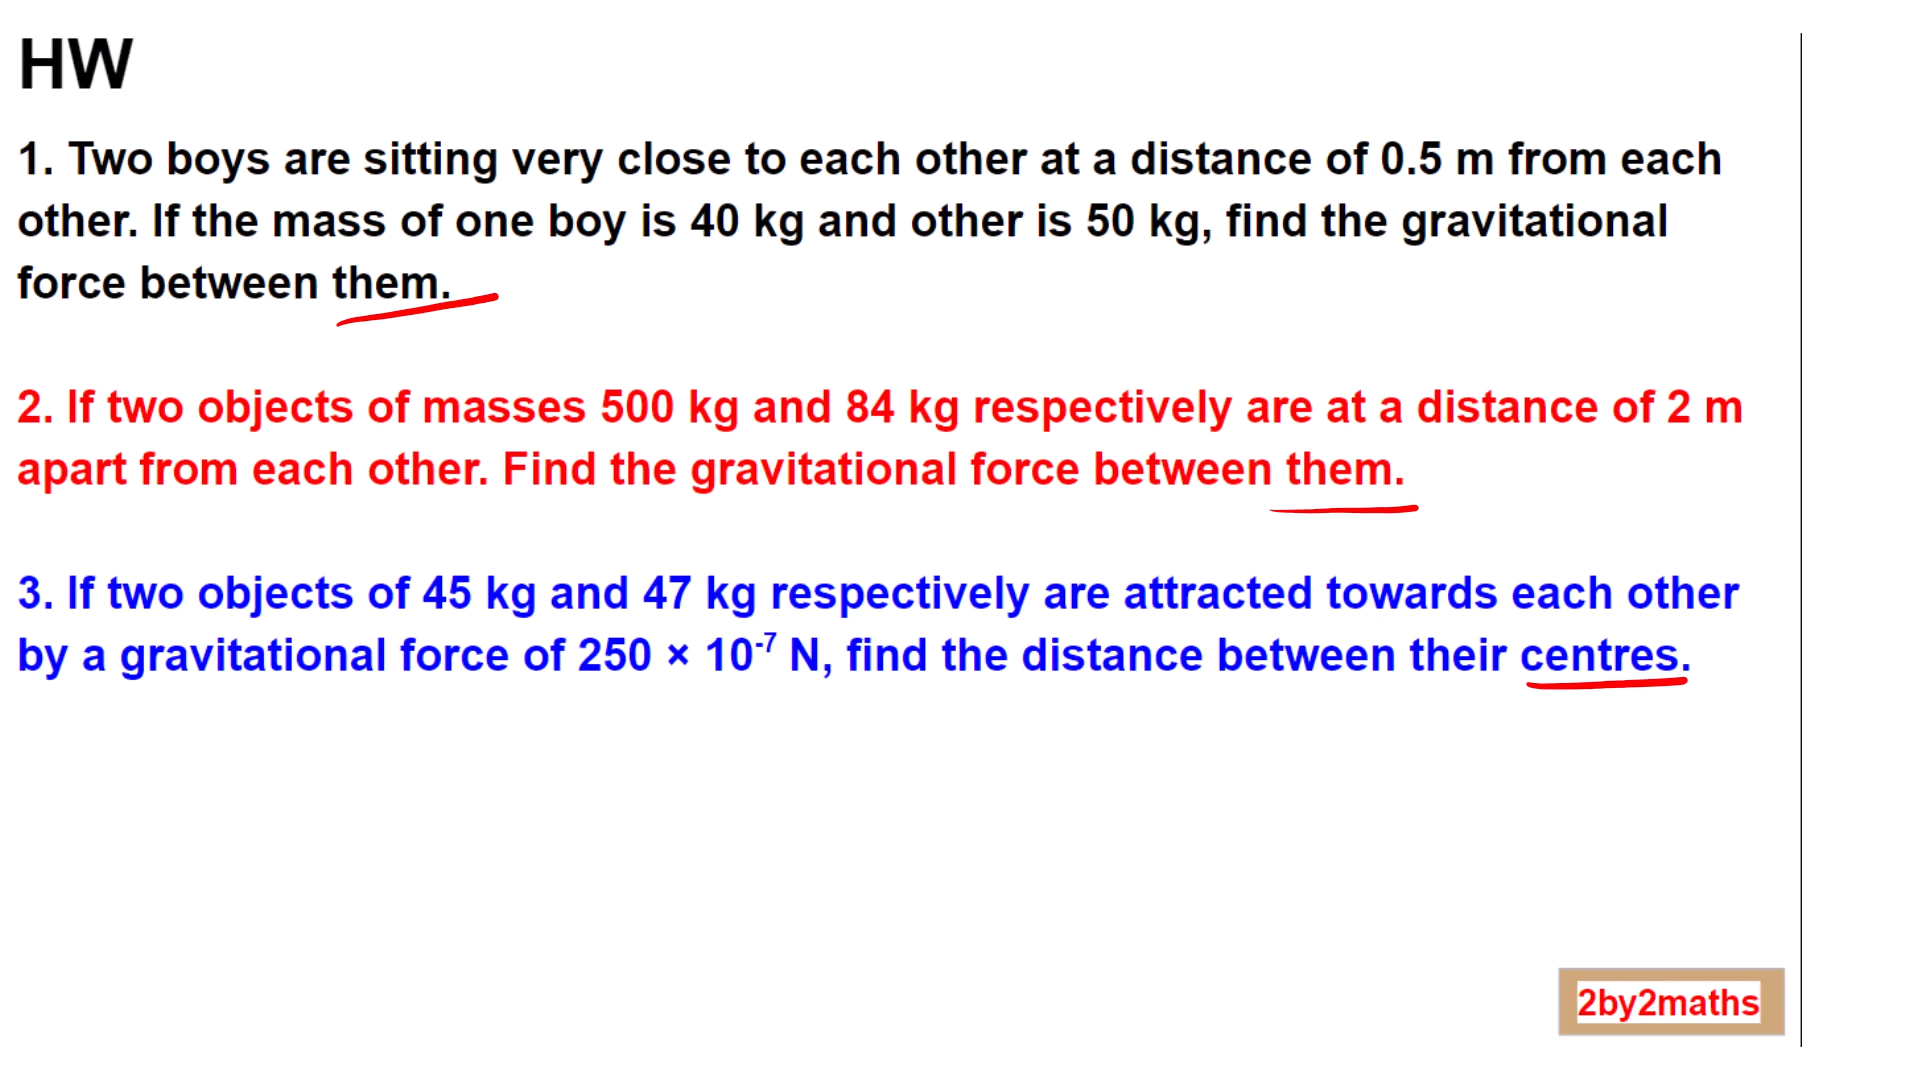 HW
1. Two boys are sitting very close to each other at a distance of 0.5 m from each
other. If the mass of one boy is 40 kg and other is 50 kg, find the gravitational
force between them.
2. If two objects of masses 500 kg and 84 kg respectively are at a distance of 2 m
apart from each other. Find the gravitational force between them.
3. If two objects of 45 kg and 47 kg respectively are attracted towards each other
by a gravitational force of 250 × 10⁻⁷ N, find the distance between their centres.
2by2maths